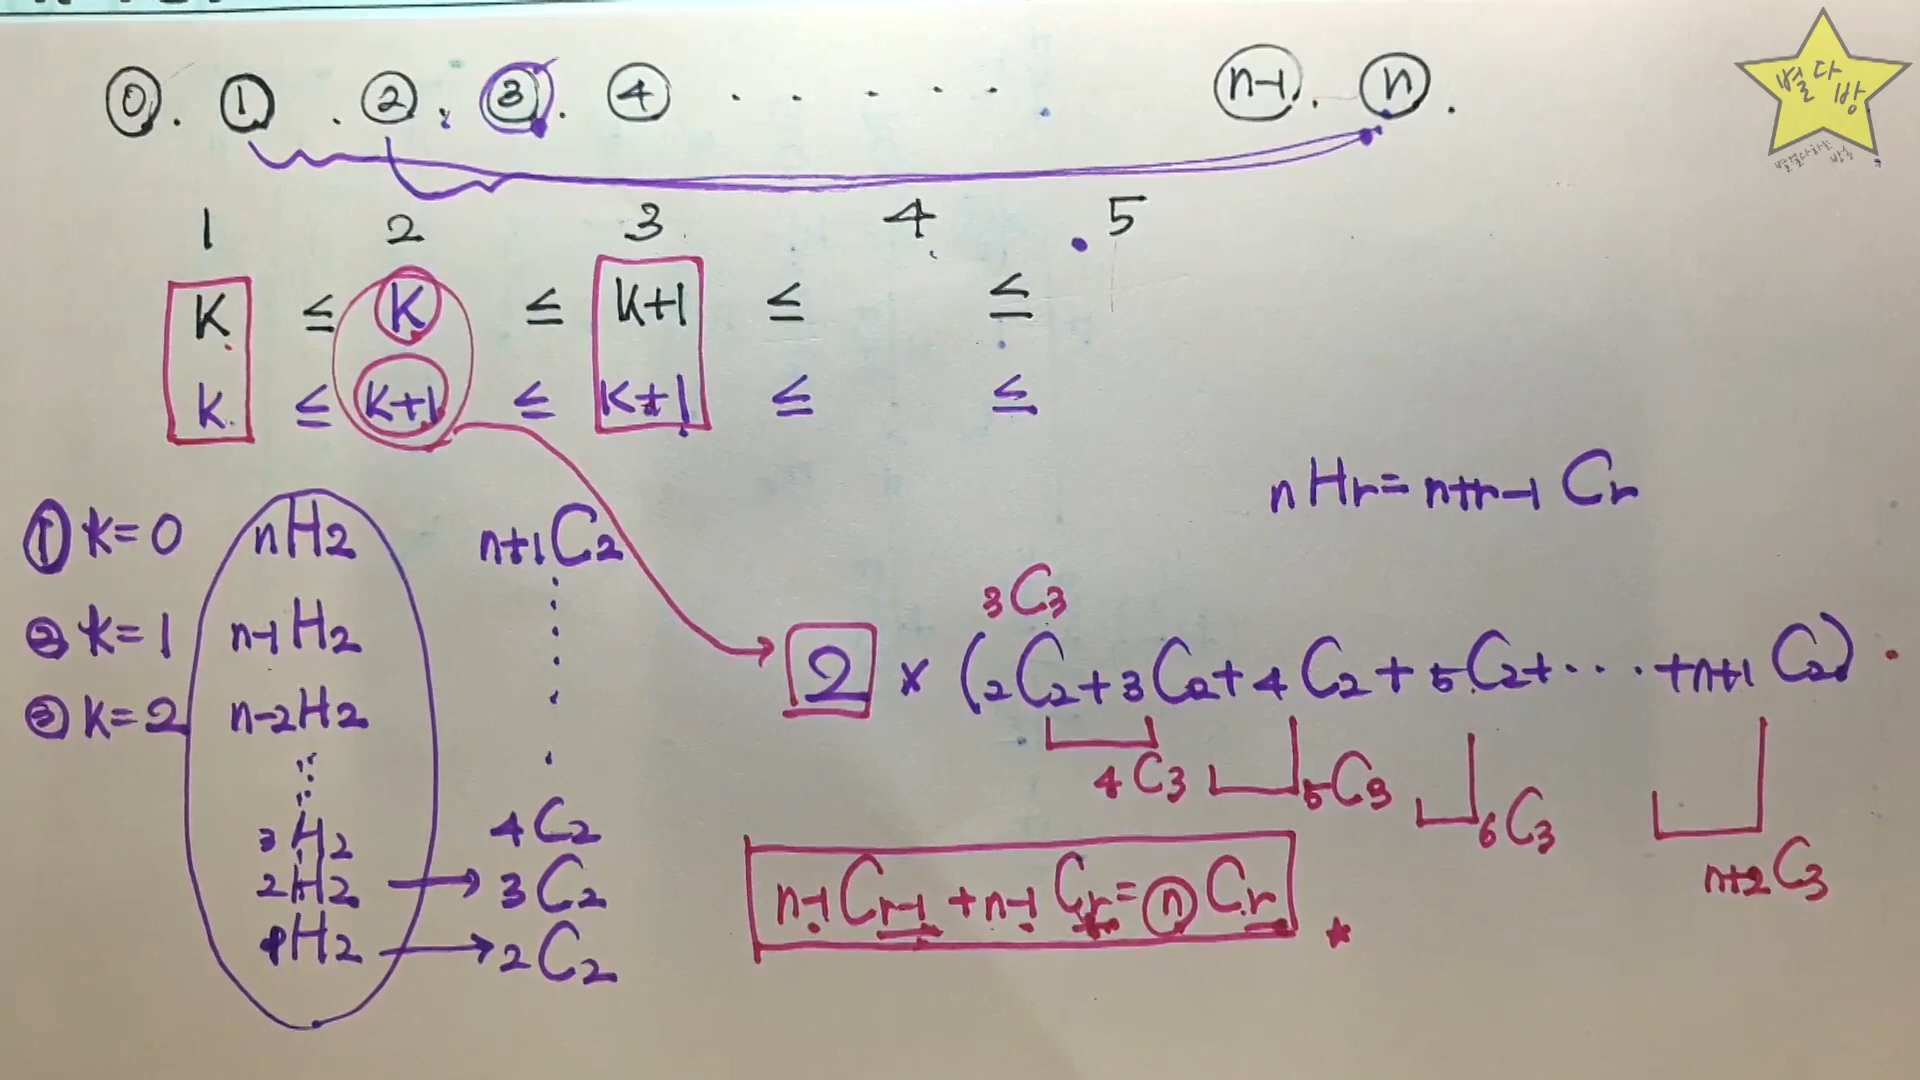 ⓪. ① . ②. ③. ④ · · · · · n-1. n.
1 2 3 4 5
k ≤ k ≤ k+1 ≤ ≤
k ≤ k+1 ≤ k+1 ≤ ≤
nHr = n+r-1Cr
① k=0 nH2 n+1C2
② k=1 n-1H2
③ k=2 n-2H2
3H2 4C2
2H2 → 3C2
1H2 → 2C2
3C3
2 × (2C2+3C2+4C2+5C2+ ··· +n+1C2)
4C3 5C3 6C3 n+2C3
n-1Cr-1 + n-1Cr = nCr
별다방